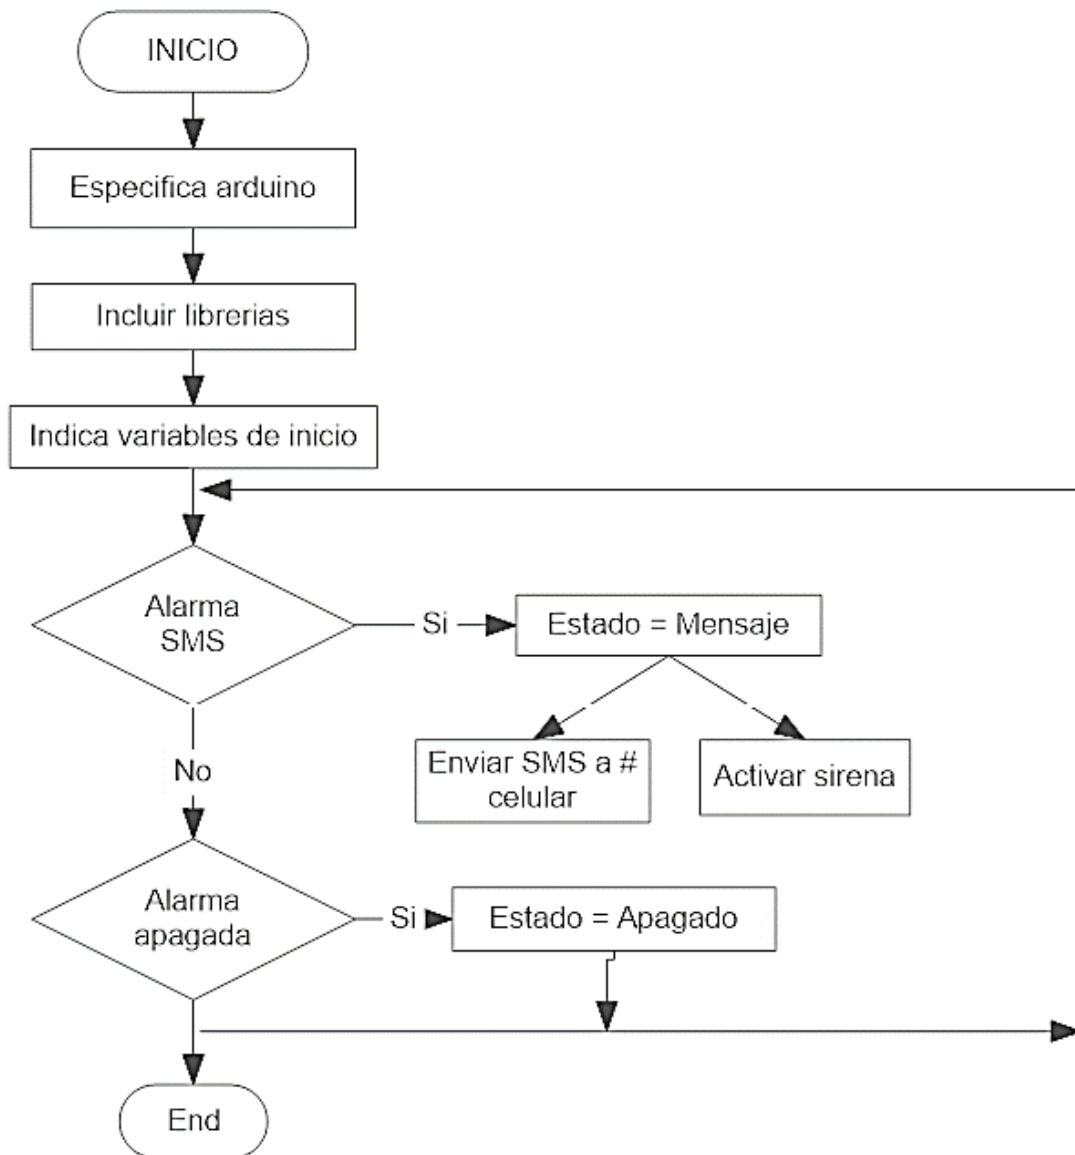 INICIO
Especifica arduino
Incluir librerias
Indica variables de inicio
Alarma
SMS
Si
Estado = Mensaje
Enviar SMS a #
celular
Activar sirena
No
Alarma
apagada
Si
Estado = Apagado
End